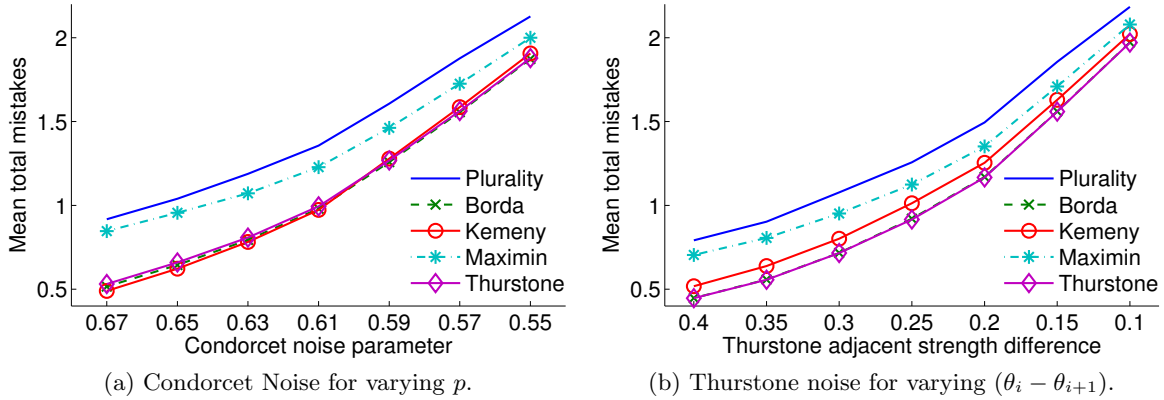 Mean total mistakes
2
1.5
1
0.5
Plurality
Borda
Kemeny
Maximin
Thurstone
0.67 0.65 0.63 0.61 0.59 0.57 0.55
Condorcet noise parameter
(a) Condorcet Noise for varying p.
Mean total mistakes
2
1.5
1
0.5
Plurality
Borda
Kemeny
Maximin
Thurstone
0.4 0.35 0.3 0.25 0.2 0.15 0.1
Thurstone adjacent strength difference
(b) Thurstone noise for varying (θᵢ − θᵢ₊₁).